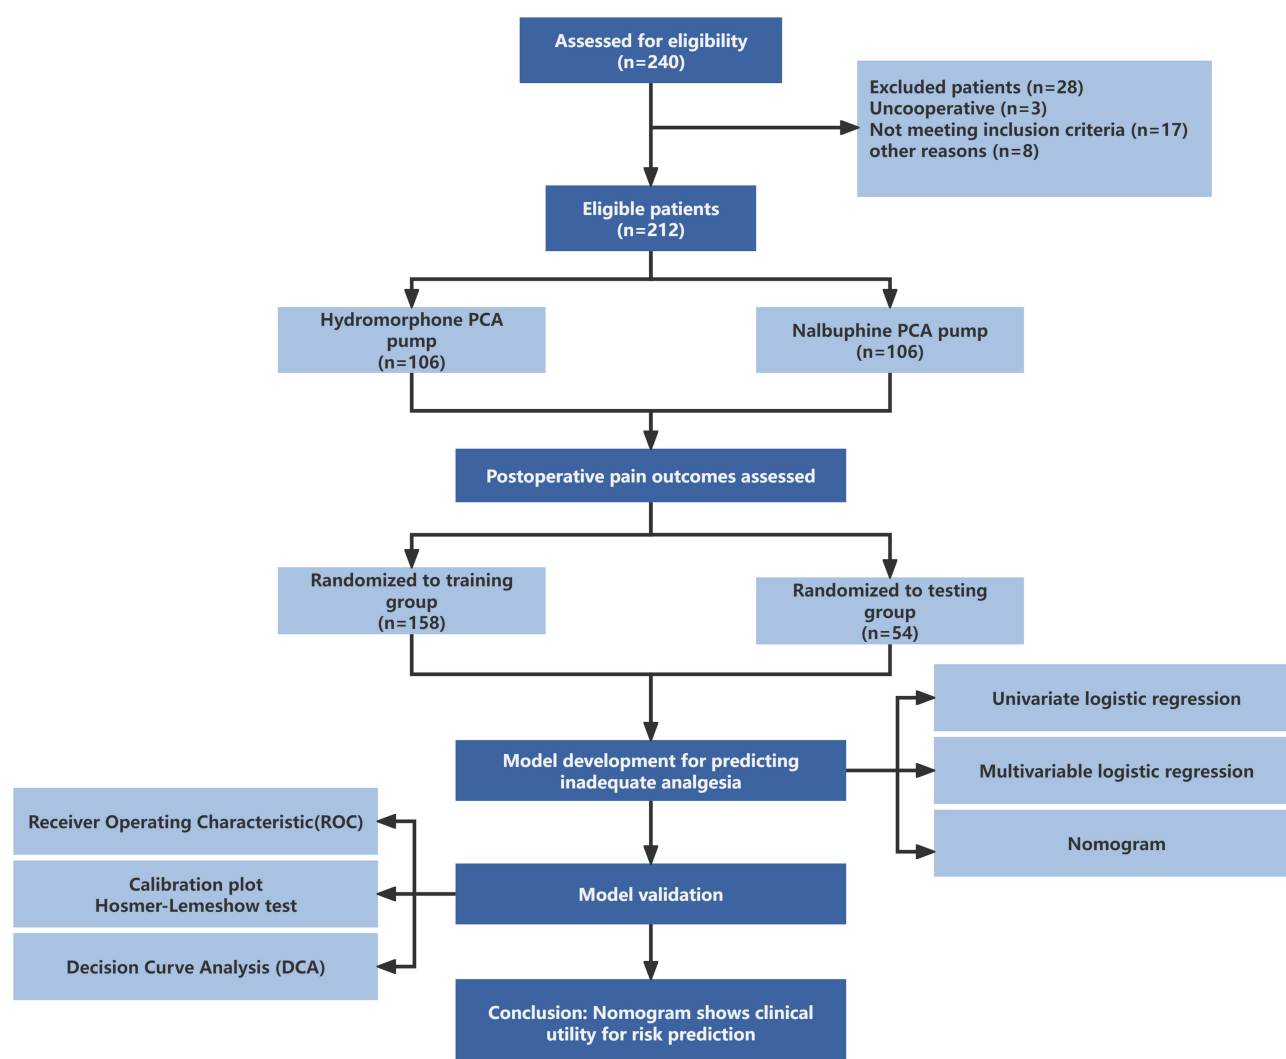 Assessed for eligibility
(n=240)
Excluded patients (n=28)
Uncooperative (n=3)
Not meeting inclusion criteria (n=17)
other reasons (n=8)
Eligible patients
(n=212)
Hydromorphone PCA
pump
(n=106)
Nalbuphine PCA pump
(n=106)
Postoperative pain outcomes assessed
Randomized to training
group
(n=158)
Randomized to testing
group
(n=54)
Model development for predicting
inadequate analgesia
Univariate logistic regression
Multivariable logistic regression
Nomogram
Model validation
Receiver Operating Characteristic(ROC)
Calibration plot
Hosmer-Lemeshow test
Decision Curve Analysis (DCA)
Conclusion: Nomogram shows clinical
utility for risk prediction